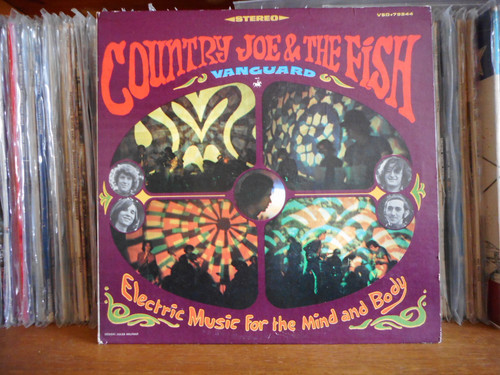 STEREO
VSD•79244
COUNTRY JOE & THE FISH
VANGUARD
Electric Music for the Mind and Body